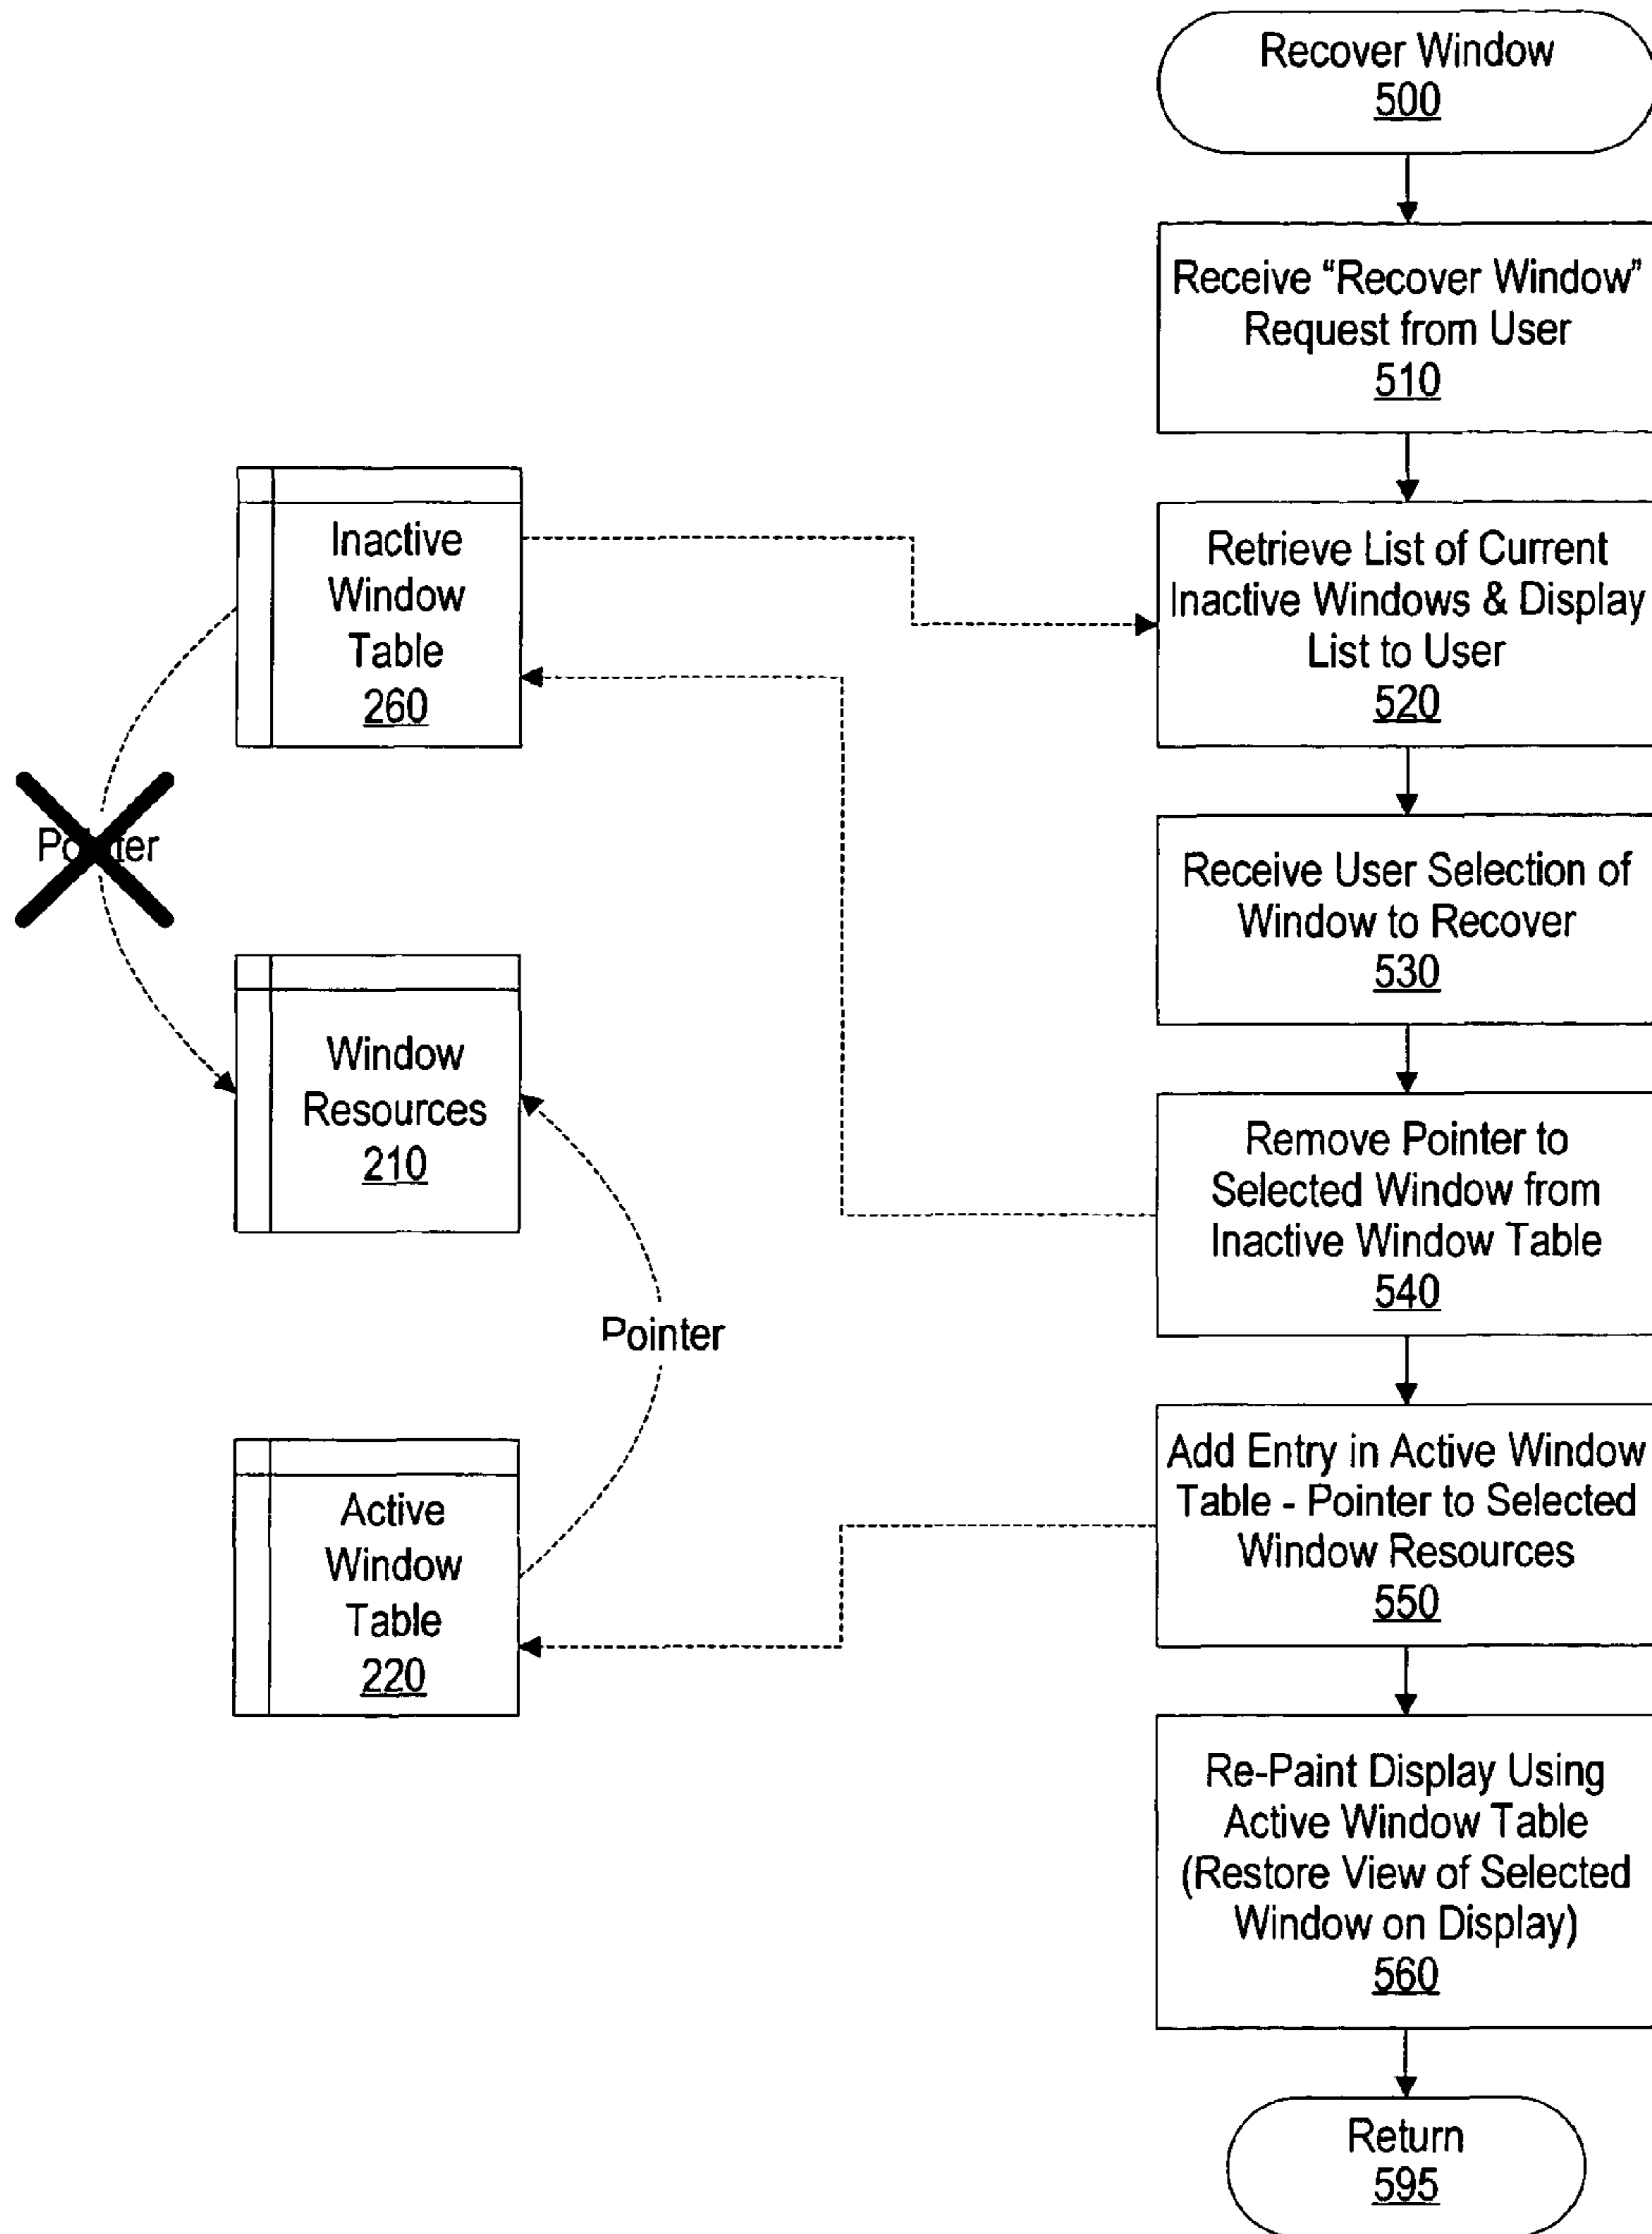 Recover Window
500
Receive “Recover Window”
Request from User
510
Retrieve List of Current
Inactive Windows & Display
List to User
520
Receive User Selection of
Window to Recover
530
Remove Pointer to
Selected Window from
Inactive Window Table
540
Add Entry in Active Window
Table - Pointer to Selected
Window Resources
550
Re-Paint Display Using
Active Window Table
(Restore View of Selected
Window on Display)
560
Return
595
Inactive
Window
Table
260
Pointer
Window
Resources
210
Pointer
Active
Window
Table
220